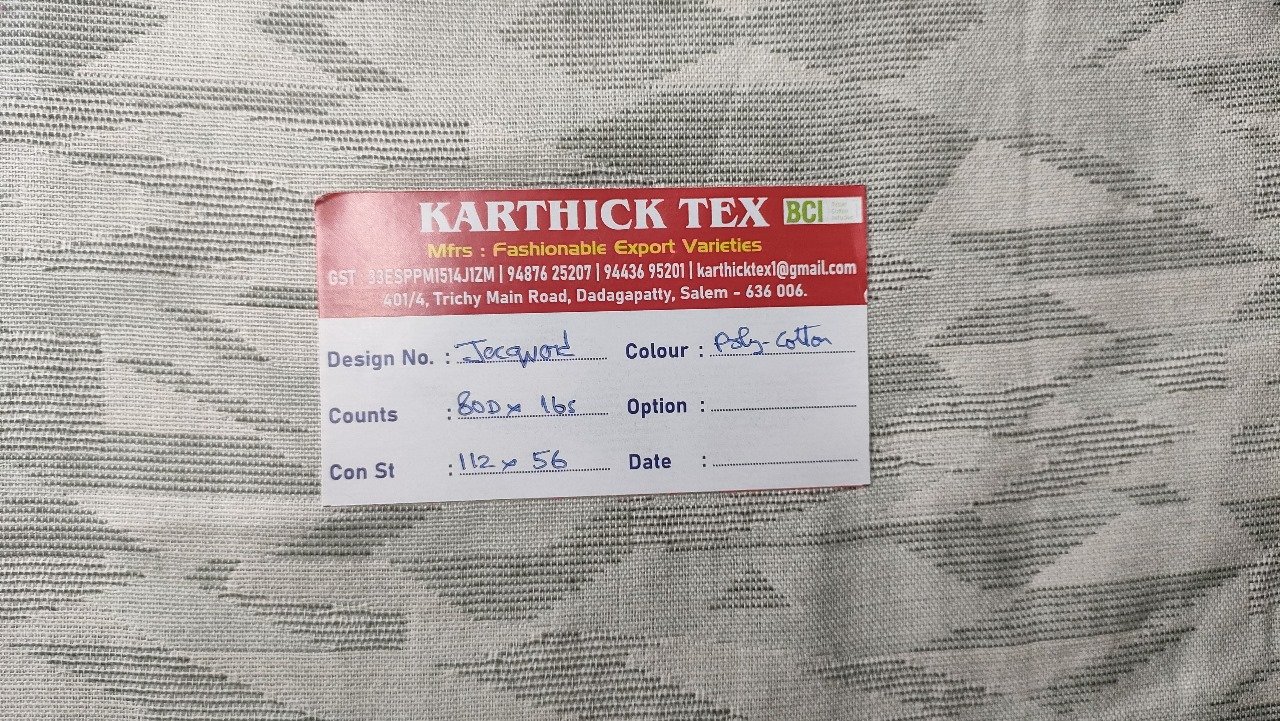 KARTHICK TEX BCI
Mfrs : Fashionable Export Varieties
GST 33ESPPM1514J1ZM | 94876 25207 | 94436 95201 | karthicktex1@gmail.com
401/4, Trichy Main Road, Dadagapatty, Salem - 636 006.
Design No. : Jacquard Colour : Poly-Cotton
Counts : 80D x 16s Option :
Con St : 112 x 56 Date :